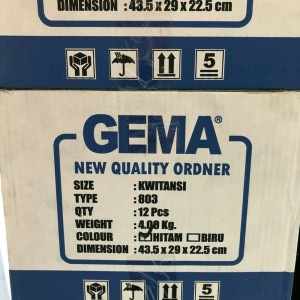 DIMENSION : 43.5 x 29 x 22.5 cm
5
GEMA®
NEW QUALITY ORDNER
SIZE : KWITANSI
TYPE : 803
QTY : 12 Pcs
WEIGHT : 4.00 Kg.
COLOUR : HITAM BIRU
DIMENSION : 43.5 x 29 x 22.5 cm
5